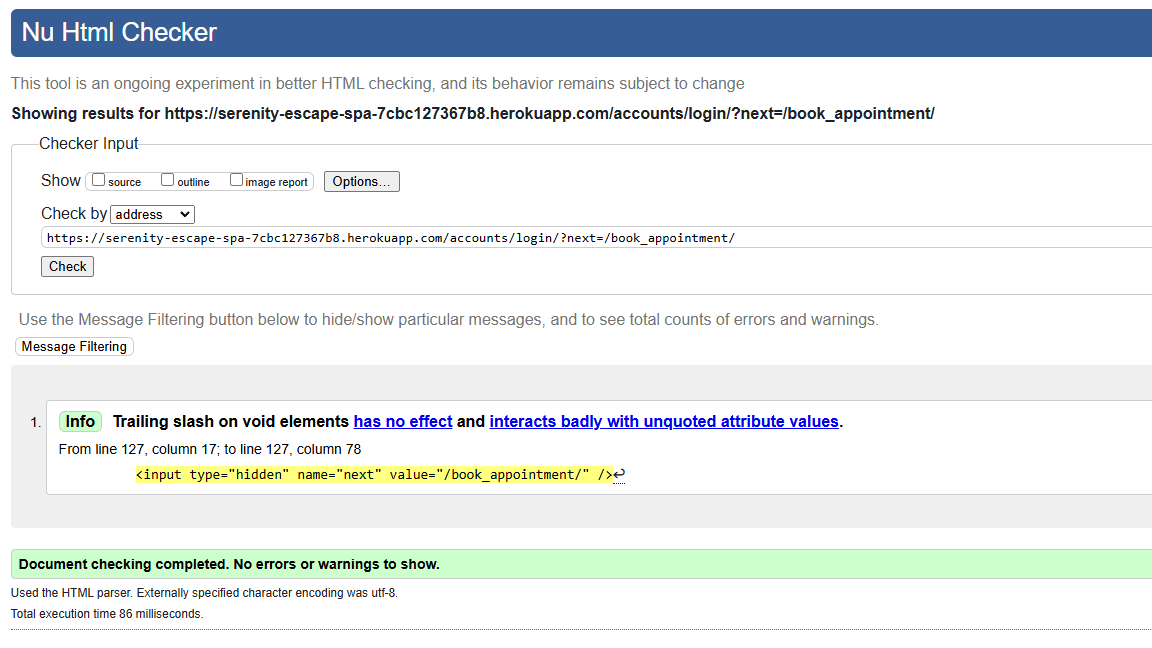 Nu Html Checker
This tool is an ongoing experiment in better HTML checking, and its behavior remains subject to change
Showing results for https://serenity-escape-spa-7cbc127367b8.herokuapp.com/accounts/login/?next=/book_appointment/
Checker Input
Show source outline image report Options...
Check by address
https://serenity-escape-spa-7cbc127367b8.herokuapp.com/accounts/login/?next=/book_appointment/
Check
Use the Message Filtering button below to hide/show particular messages, and to see total counts of errors and warnings.
Message Filtering
1. Info Trailing slash on void elements has no effect and interacts badly with unquoted attribute values.
From line 127, column 17; to line 127, column 78
<input type="hidden" name="next" value="/book_appointment/" />↩
Document checking completed. No errors or warnings to show.
Used the HTML parser. Externally specified character encoding was utf-8.
Total execution time 86 milliseconds.